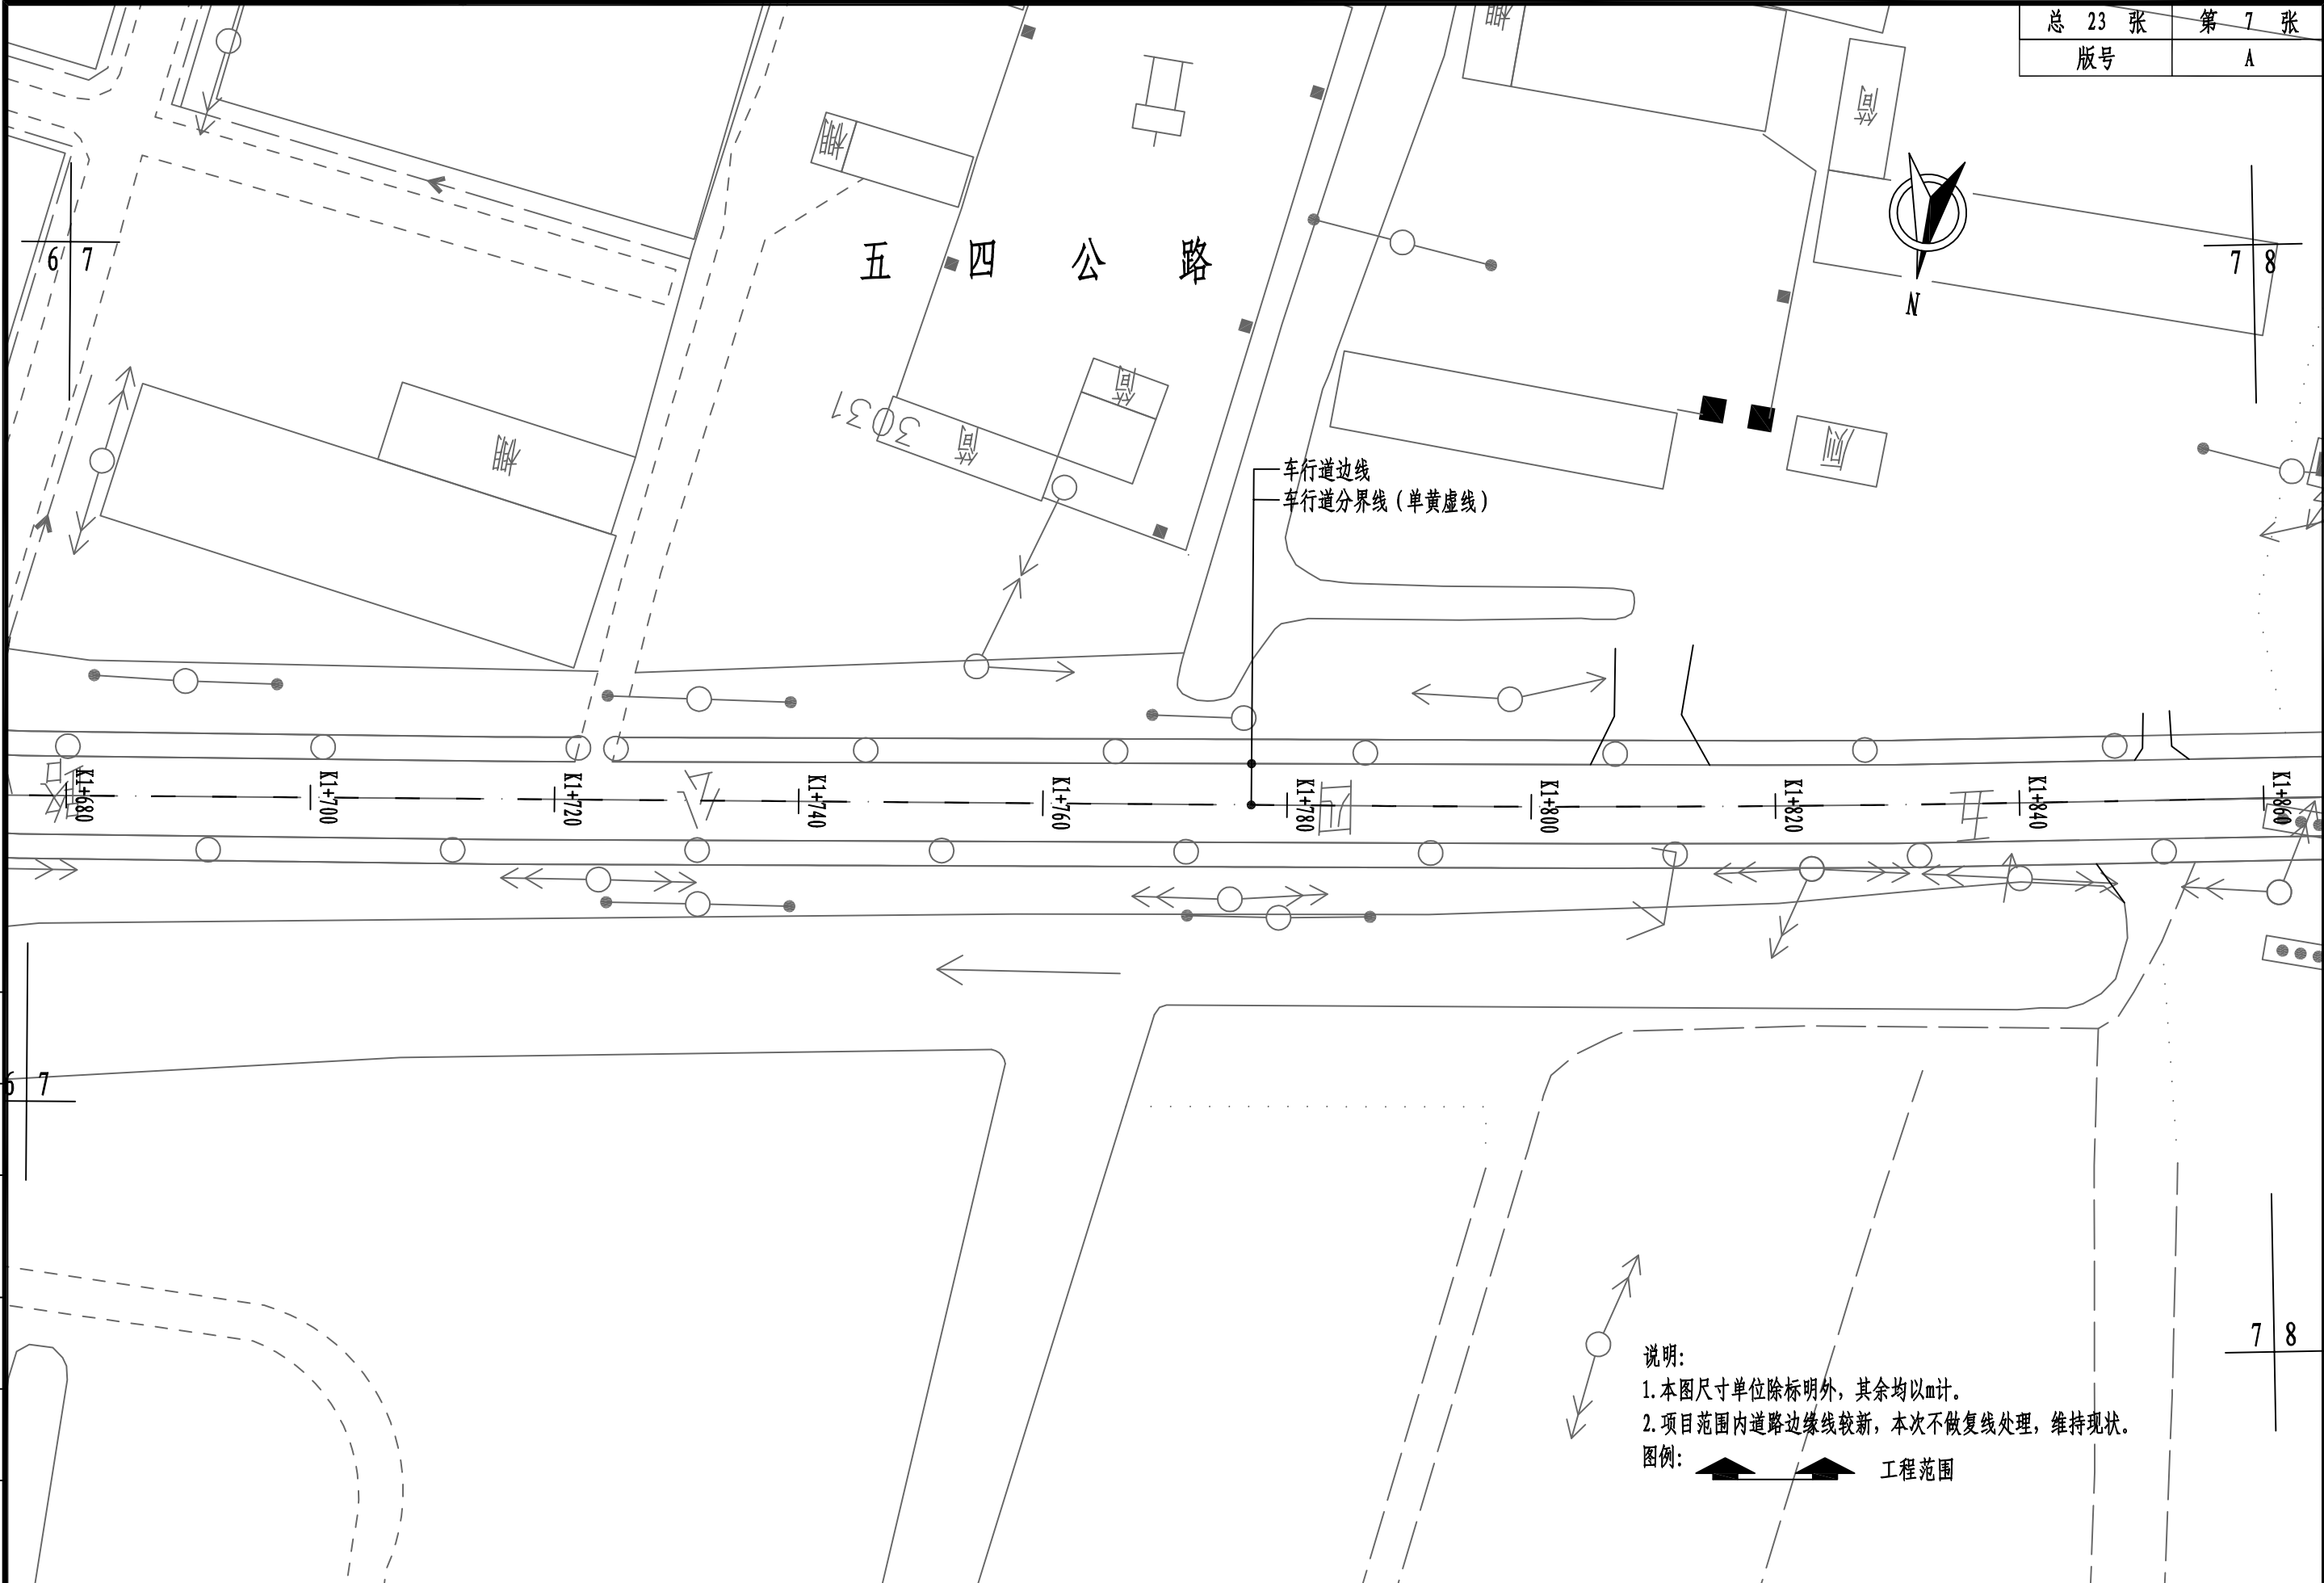 总 23 张 第 7 张
版号 A
6 7
7 8
五四公路
N
3031
车行道边线
车行道分界线（单黄虚线）
K1+680
K1+700
K1+720
K1+740
K1+760
K1+780
K1+800
K1+820
K1+840
K1+860
6 7
7 8
说明:
1.本图尺寸单位除标明外，其余均以m计。
2.项目范围内道路边缘线较新，本次不做复线处理，维持现状。
图例:
工程范围